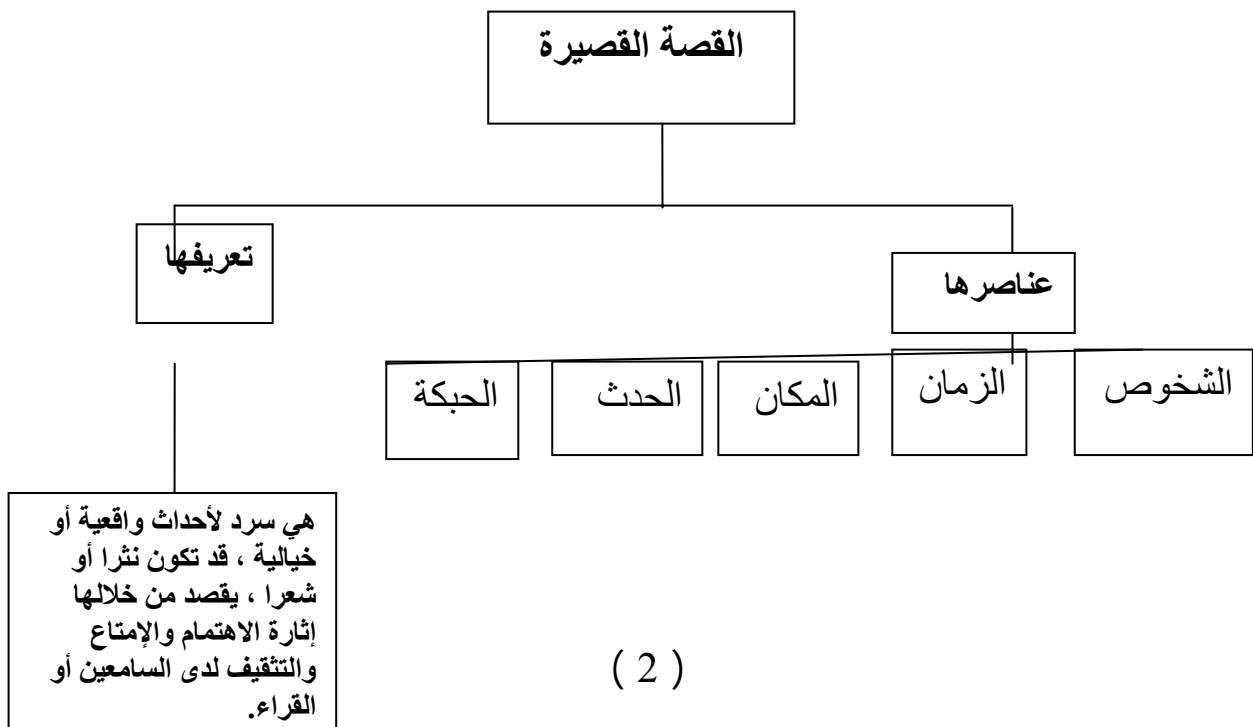 القصة القصيرة
تعريفها
عناصرها
الشخوص
الزمان
المكان
الحدث
الحبكة
هي سرد لأحداث واقعية أو
خيالية ، قد تكون نثرا أو
شعرا ، يقصد من خلالها
إثارة الاهتمام والإمتاع
والتثقيف لدى السامعين أو
القراء.
( 2 )